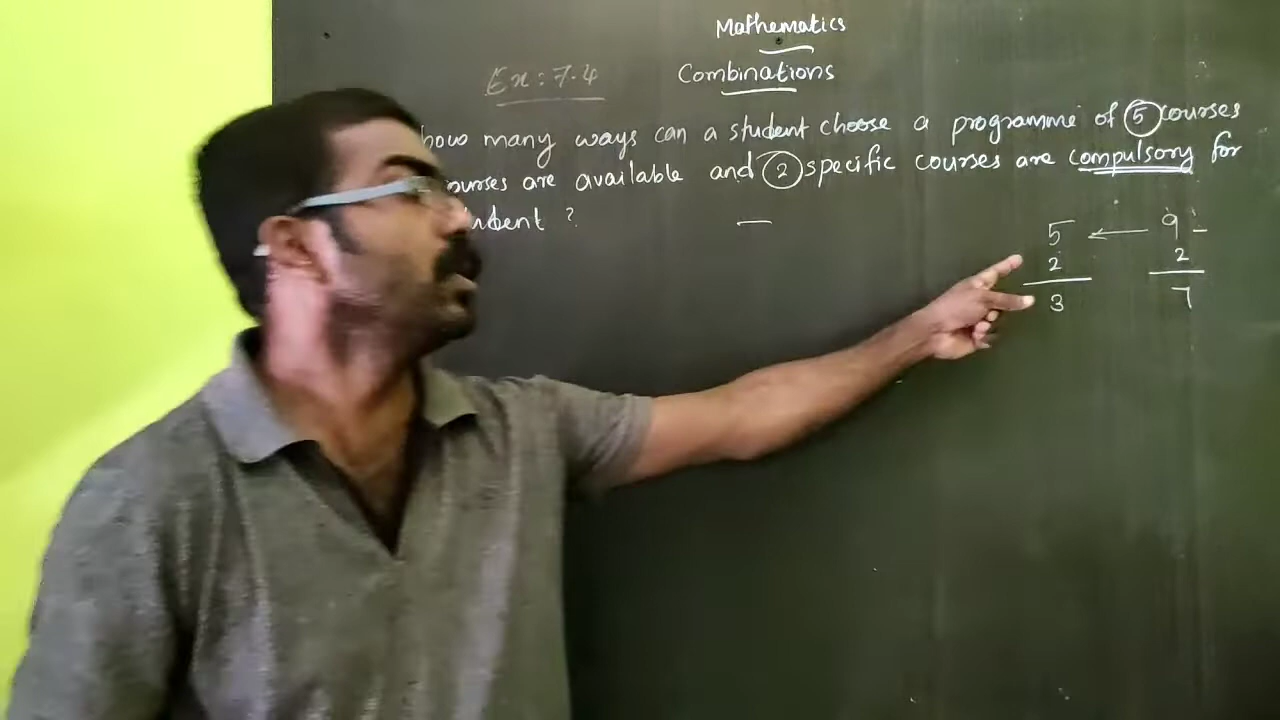 Mathematics
Ex: 7.4 Combinations
how many ways can a student choose a programme of 5 courses
courses are available and 2 specific courses are compulsory for
student ?
5 ← 9
2 2
3 7